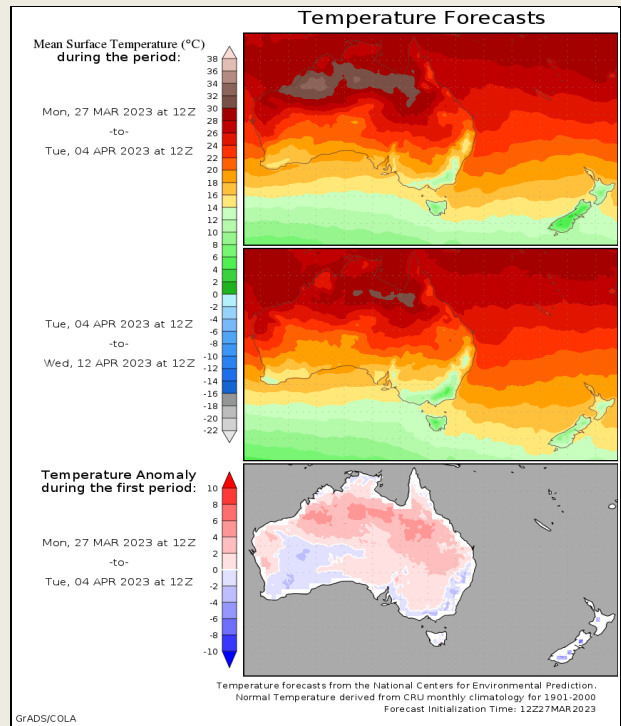 Temperature Forecasts
Mean Surface Temperature (°C)
during the period:
Mon, 27 MAR 2023 at 12Z
-to-
Tue, 04 APR 2023 at 12Z
38
36
34
32
30
28
26
24
22
20
18
16
14
12
10
8
6
4
2
0
-2
-4
-6
-8
-10
-12
-14
-16
-18
-20
-22
Tue, 04 APR 2023 at 12Z
-to-
Wed, 12 APR 2023 at 12Z
Temperature Anomaly
during the first period:
Mon, 27 MAR 2023 at 12Z
-to-
Tue, 04 APR 2023 at 12Z
10
8
6
4
2
0
-2
-4
-6
-8
-10
Temperature forecasts from the National Centers for Environmental Prediction.
Normal Temperature derived from CRU monthly climatology for 1901-2000
Forecast Initialization Time: 12Z27MAR2023
GrADS/COLA